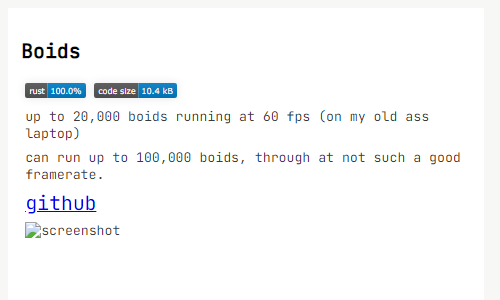 Boids
rust 100.0% code size 10.4 kB
up to 20,000 boids running at 60 fps (on my old ass
laptop)
can run up to 100,000 boids, through at not such a good
framerate.
github
screenshot